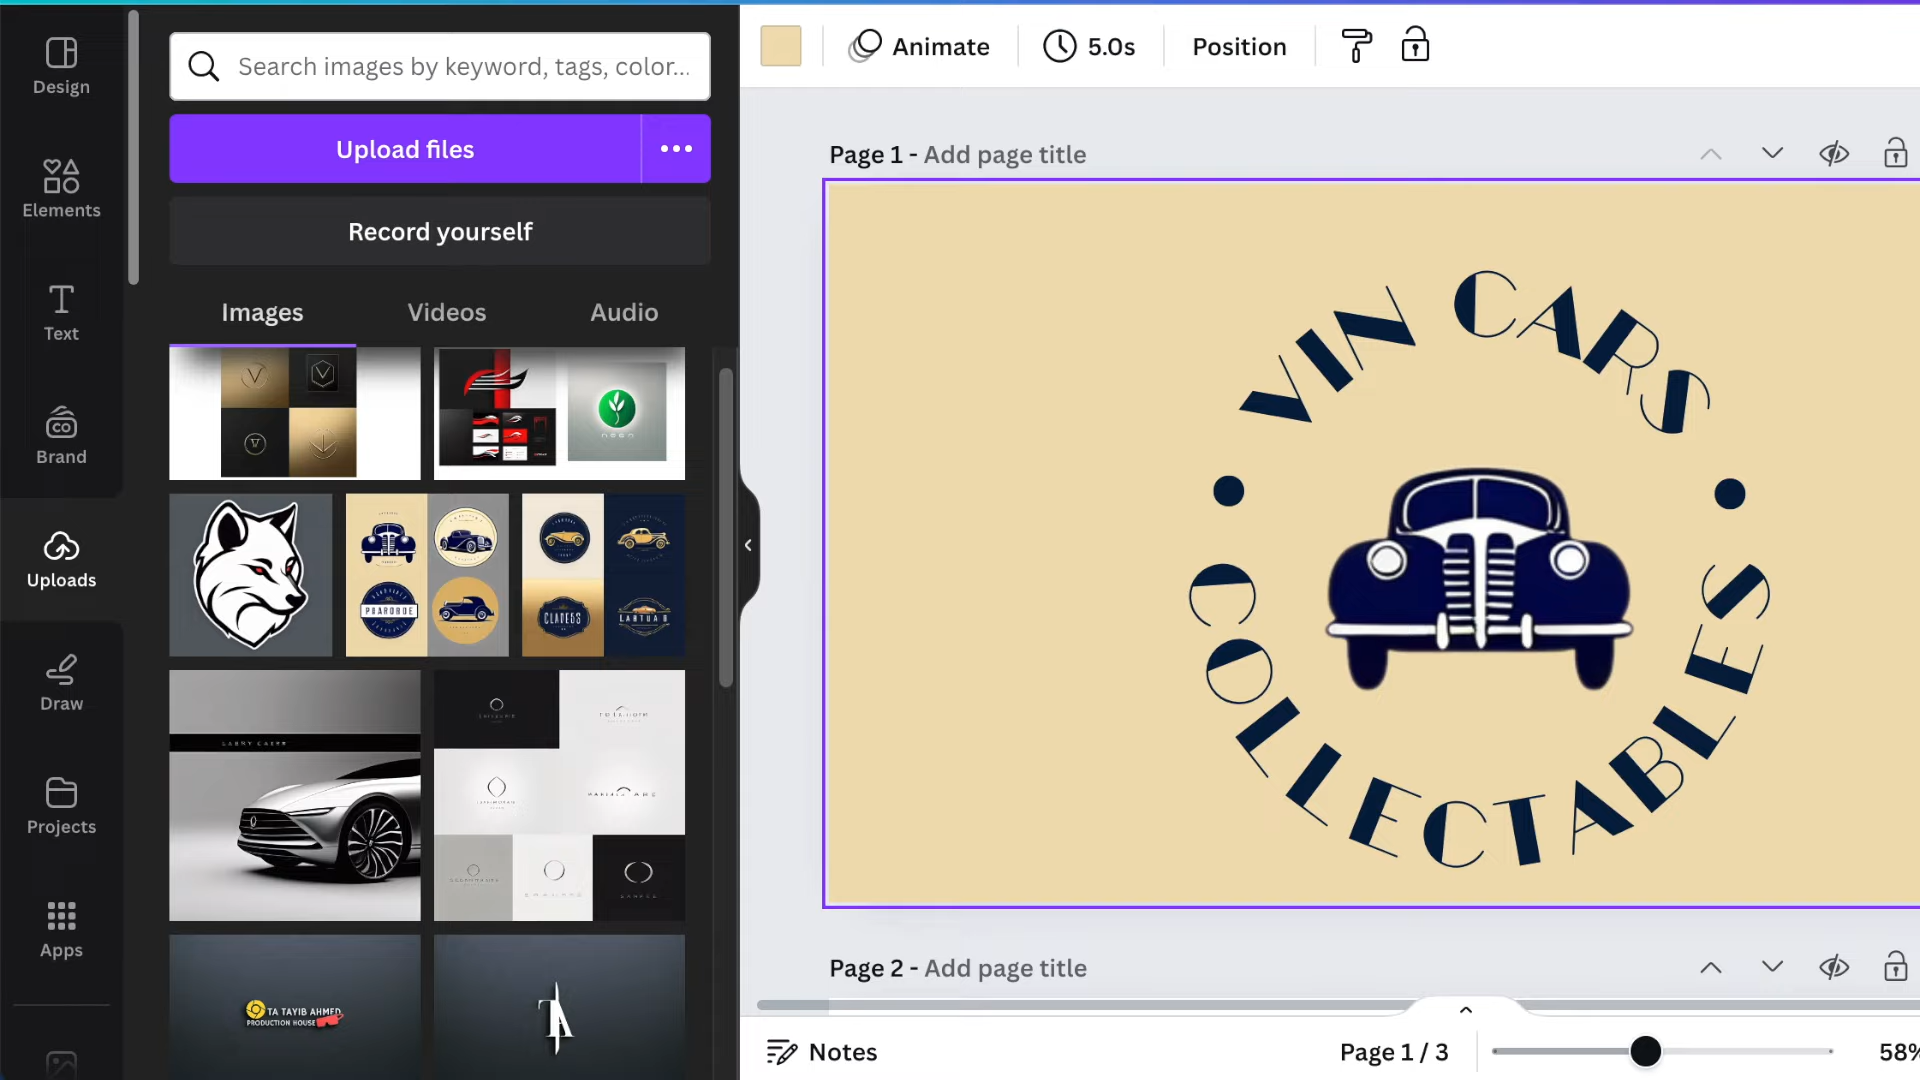 Design
Elements
Text
Brand
Uploads
Draw
Projects
Apps
Search images by keyword, tags, color...
Upload files
Record yourself
Images
Videos
Audio
TA TAYIB AHMED
PRODUCTION HOUSE
TA
Animate
5.0s
Position
Page 1 - Add page title
VIN CARS
COLLECTABLES
Page 2 - Add page title
Notes
Page 1 / 3
58%